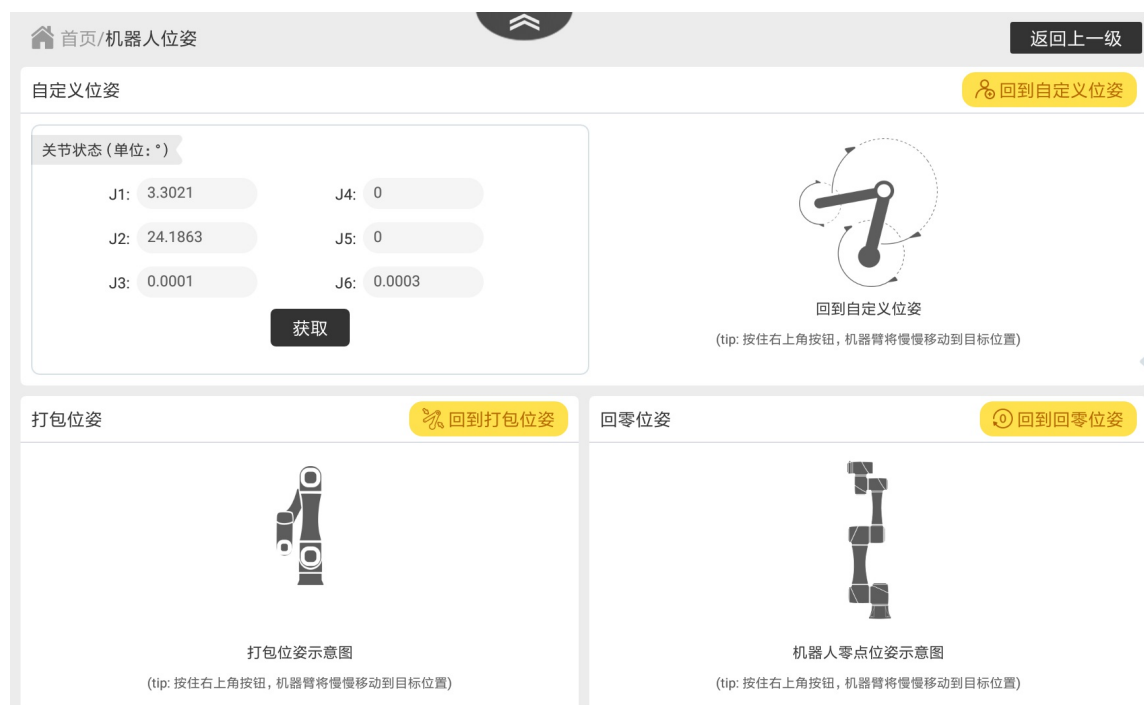 首页/机器人位姿
返回上一级
自定义位姿
回到自定义位姿
关节状态(单位:°)
J1: 3.3021
J4: 0
J2: 24.1863
J5: 0
J3: 0.0001
J6: 0.0003
获取
回到自定义位姿
(tip: 按住右上角按钮, 机器臂将慢慢移动到目标位置)
打包位姿
回到打包位姿
打包位姿示意图
(tip: 按住右上角按钮, 机器臂将慢慢移动到目标位置)
回零位姿
0
回到回零位姿
机器人零点位姿示意图
(tip: 按住右上角按钮, 机器臂将慢慢移动到目标位置)